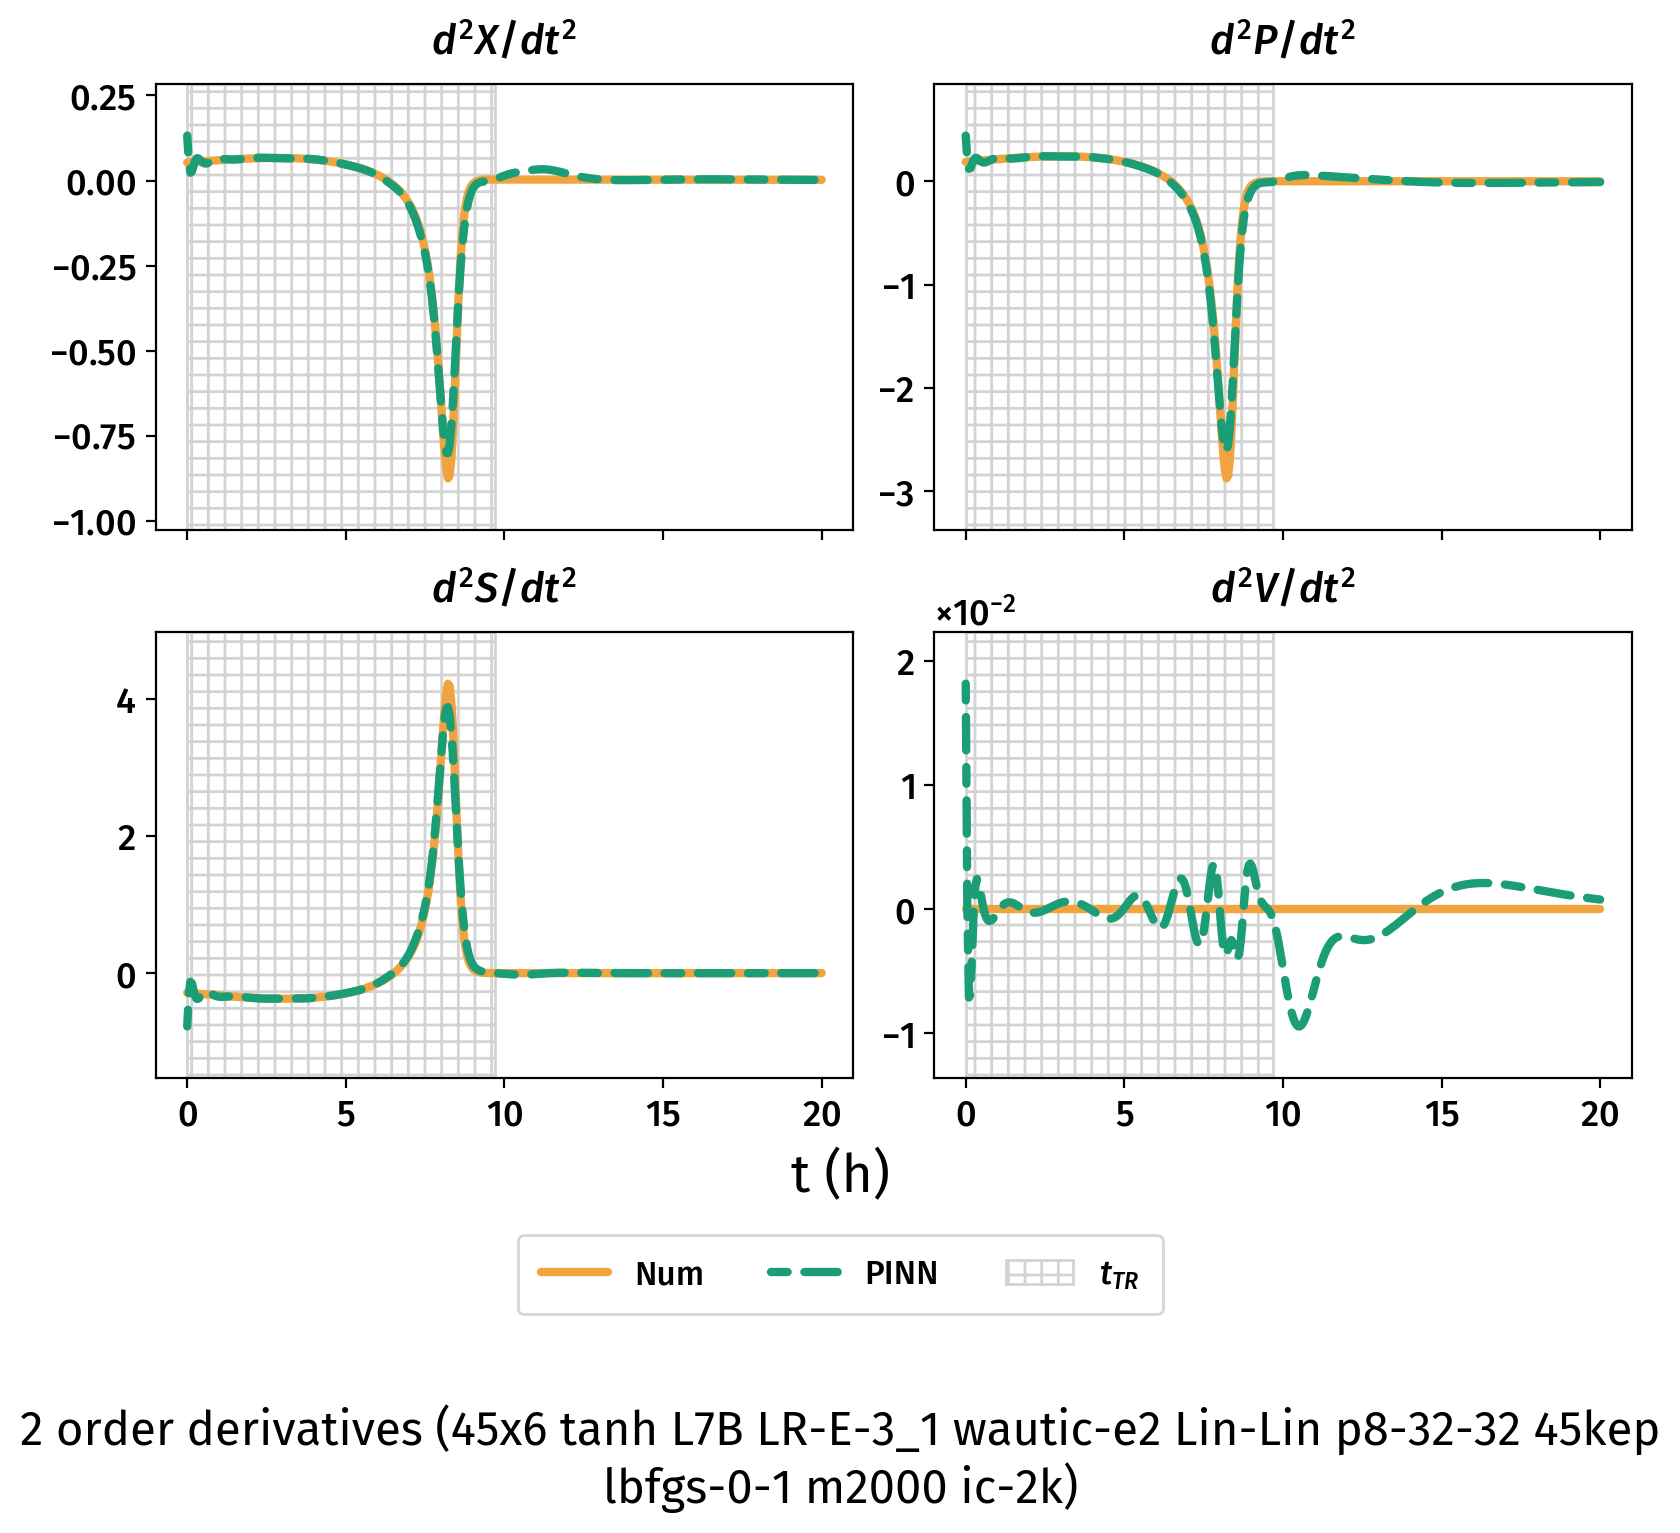 d²X/dt²
d²P/dt²
0.25
0.00
−0.25
−0.50
−0.75
−1.00
0
−1
−2
−3
d²S/dt²
d²V/dt²
×10⁻²
4
2
0
2
1
0
−1
0 5 10 15 20
0 5 10 15 20
t (h)
Num PINN t_TR
2 order derivatives (45x6 tanh L7B LR-E-3_1 wautic-e2 Lin-Lin p8-32-32 45kep
lbfgs-0-1 m2000 ic-2k)